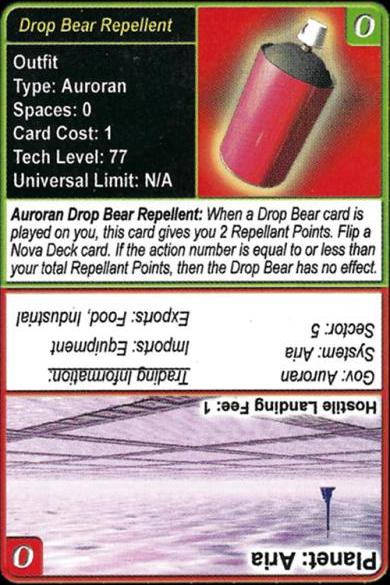 Drop Bear Repellent
O
Outfit
Type: Auroran
Spaces: 0
Card Cost: 1
Tech Level: 77
Universal Limit: N/A
Auroran Drop Bear Repellent: When a Drop Bear card is
played on you, this card gives you 2 Repellant Points. Flip a
Nova Deck card. If the action number is equal to or less than
your total Repellant Points, then the Drop Bear has no effect.
O
Planet: Aria
Hostile Landing Fee: 1
Gov: Auroran
System: Aria
Sector: 5
Trading Information:
Imports: Equipment
Exports: Food, Industrial